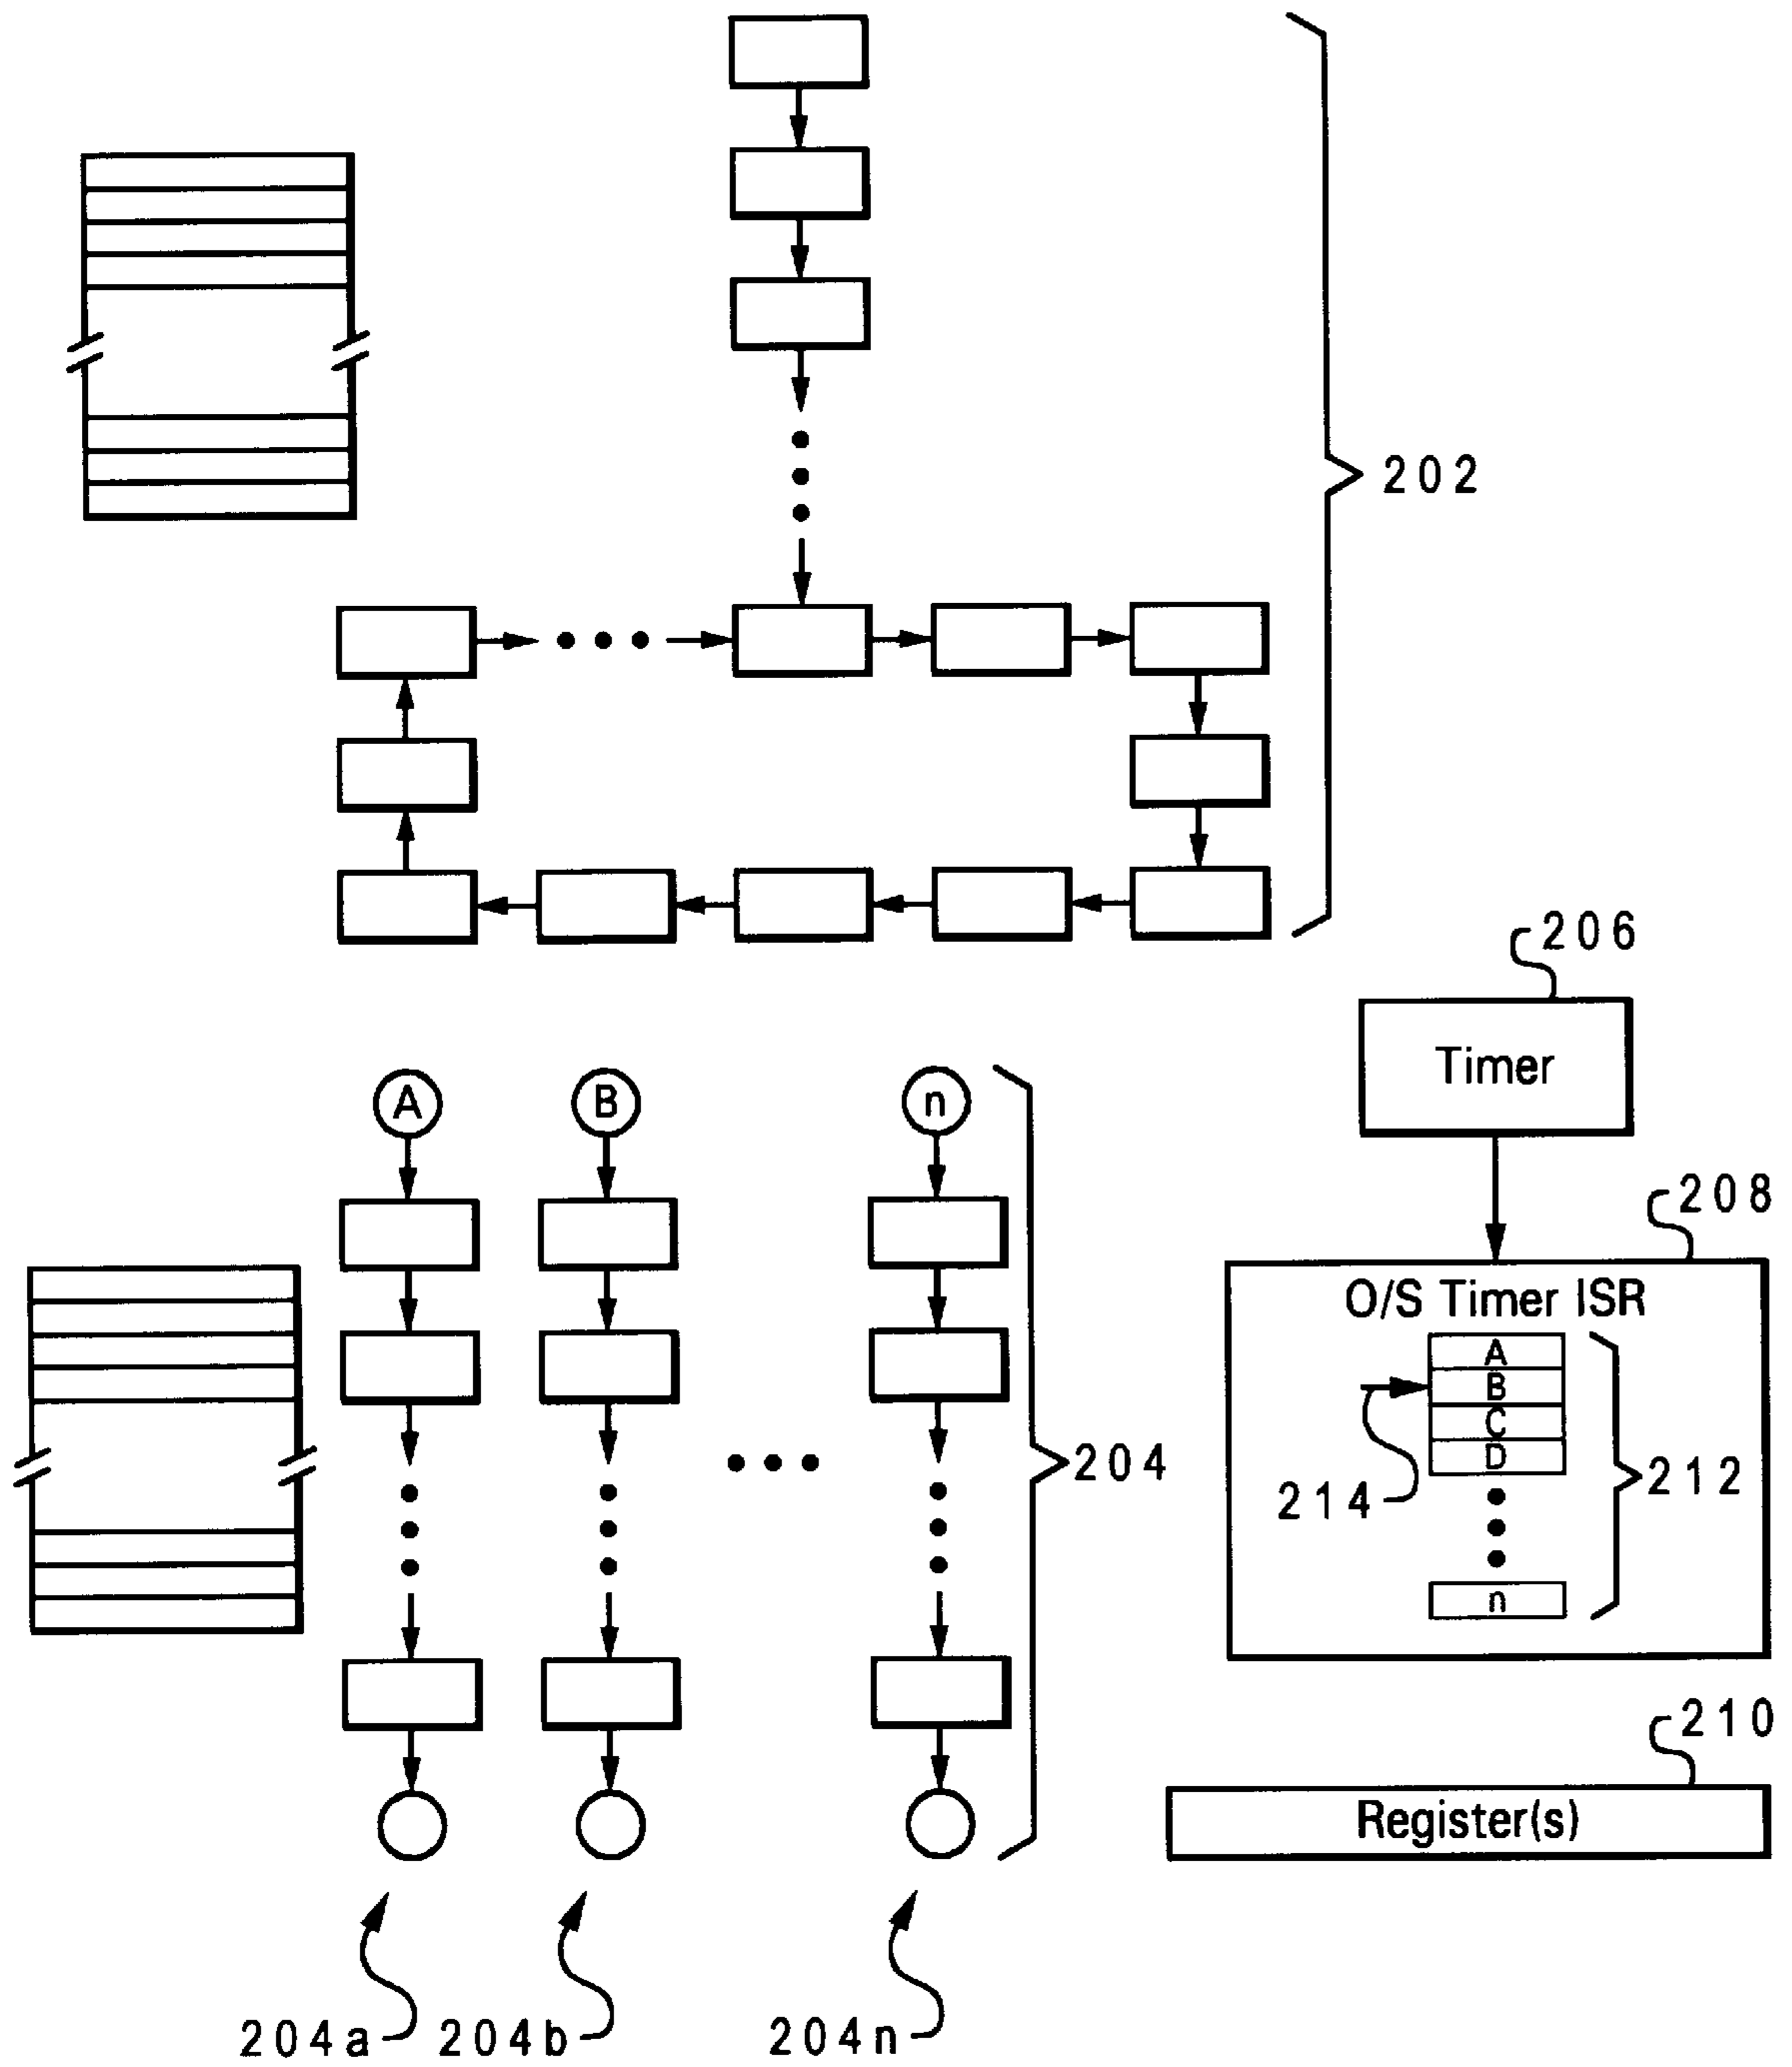 202
206
Timer
A
B
n
208
O/S Timer ISR
A
B
C
D
204
212
214
n
210
Register(s)
204a
204b
204n